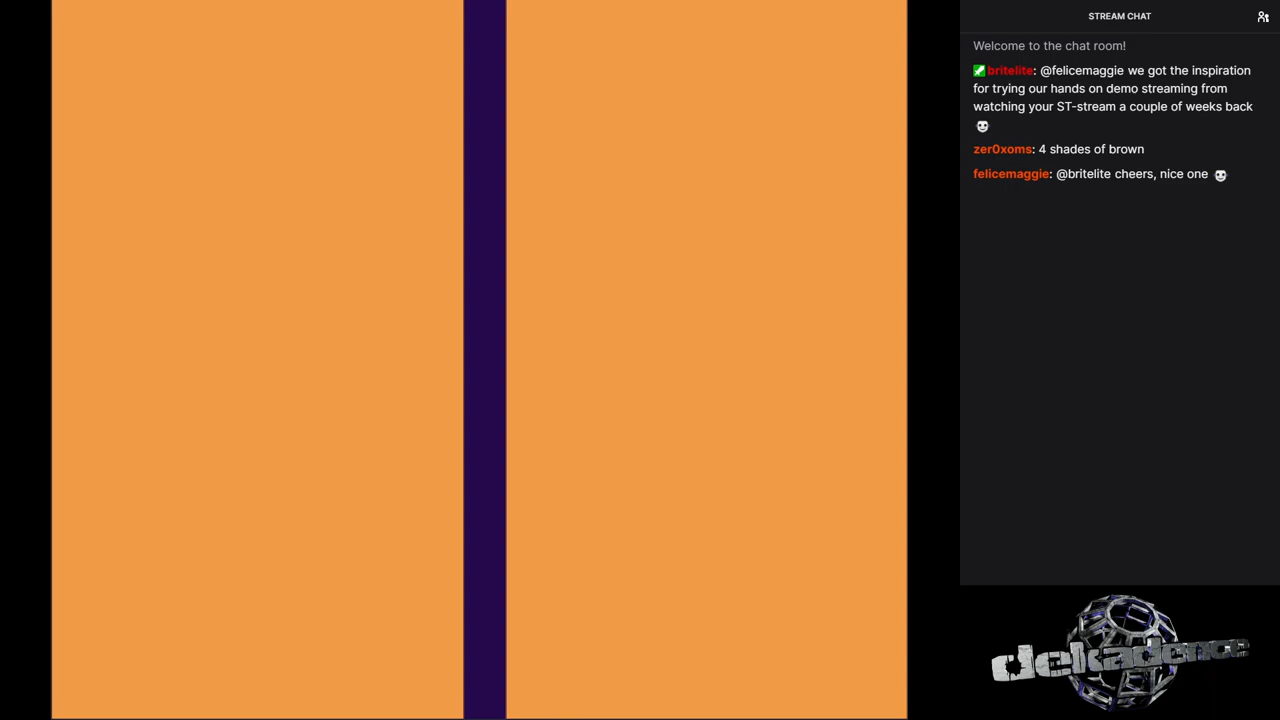 STREAM CHAT
Welcome to the chat room!
britelite: @felicemaggie we got the inspiration
for trying our hands on demo streaming from
watching your ST-stream a couple of weeks back
zer0xoms: 4 shades of brown
felicemaggie: @britelite cheers, nice one
dekadence